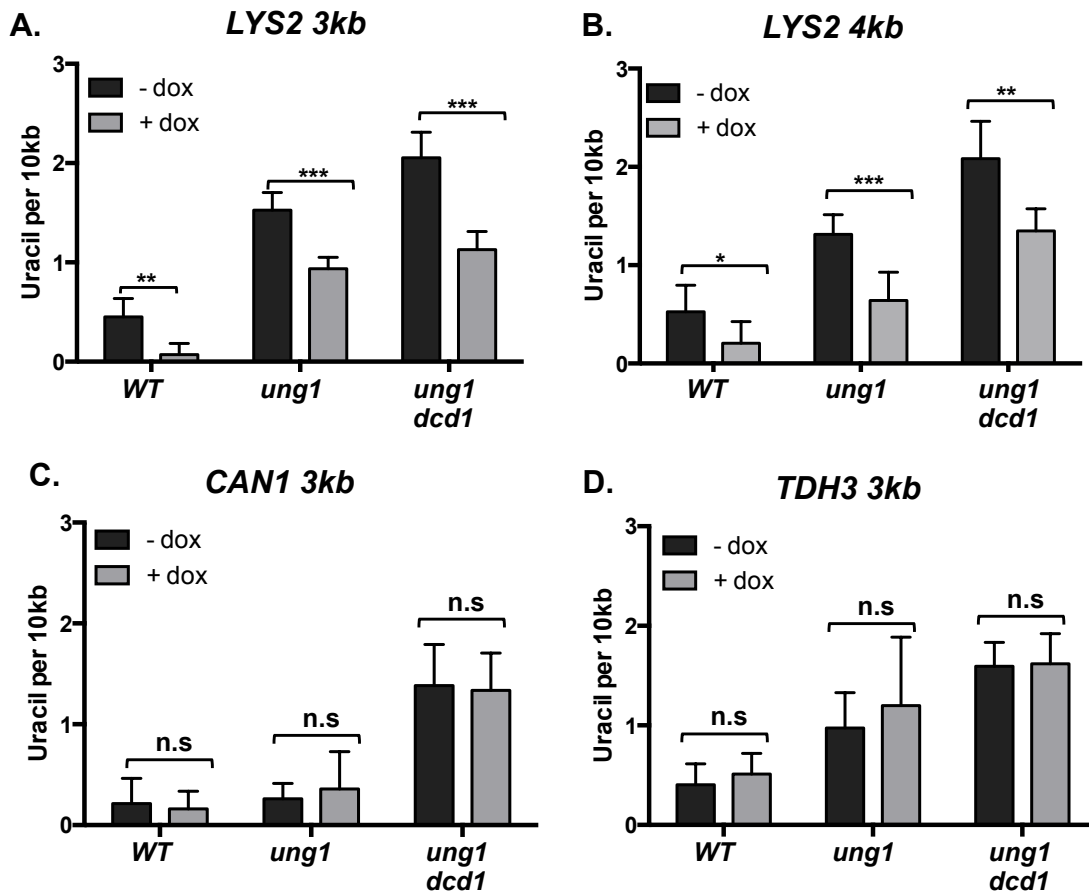 A.
LYS2 3kb
Uracil per 10kb
3
2
1
0
- dox
+ dox
**
***
***
WT
ung1
ung1
dcd1
B.
LYS2 4kb
Uracil per 10kb
3
2
1
0
- dox
+ dox
*
***
**
WT
ung1
ung1
dcd1
C.
CAN1 3kb
Uracil per 10kb
3
2
1
0
- dox
+ dox
n.s
n.s
n.s
WT
ung1
ung1
dcd1
D.
TDH3 3kb
Uracil per 10kb
3
2
1
0
- dox
+ dox
n.s
n.s
n.s
WT
ung1
ung1
dcd1